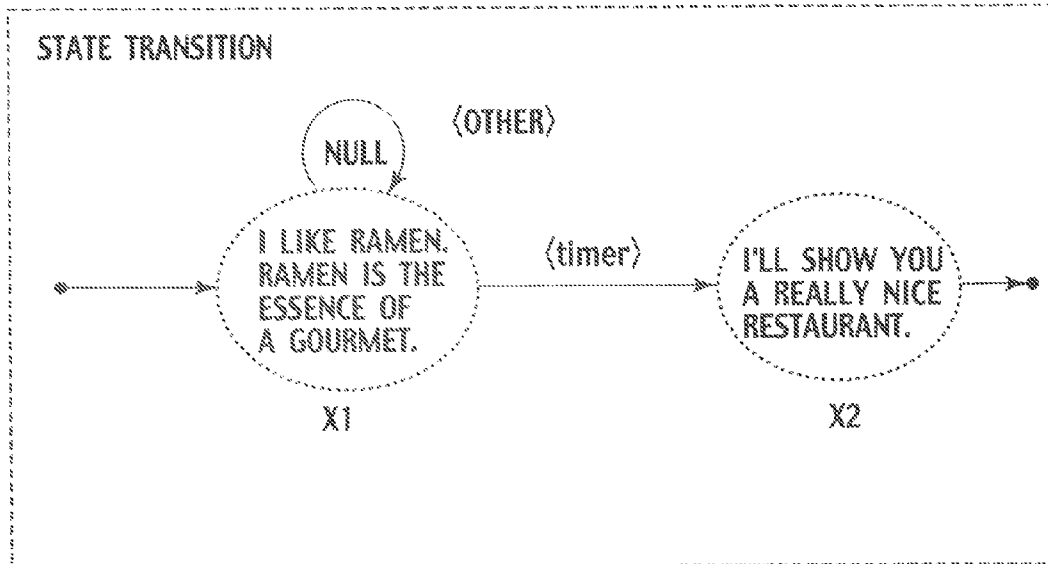 STATE TRANSITION
⟨OTHER⟩
NULL
I LIKE RAMEN.
RAMEN IS THE
ESSENCE OF
A GOURMET.
⟨timer⟩
I'LL SHOW YOU
A REALLY NICE
RESTAURANT.
X1
X2